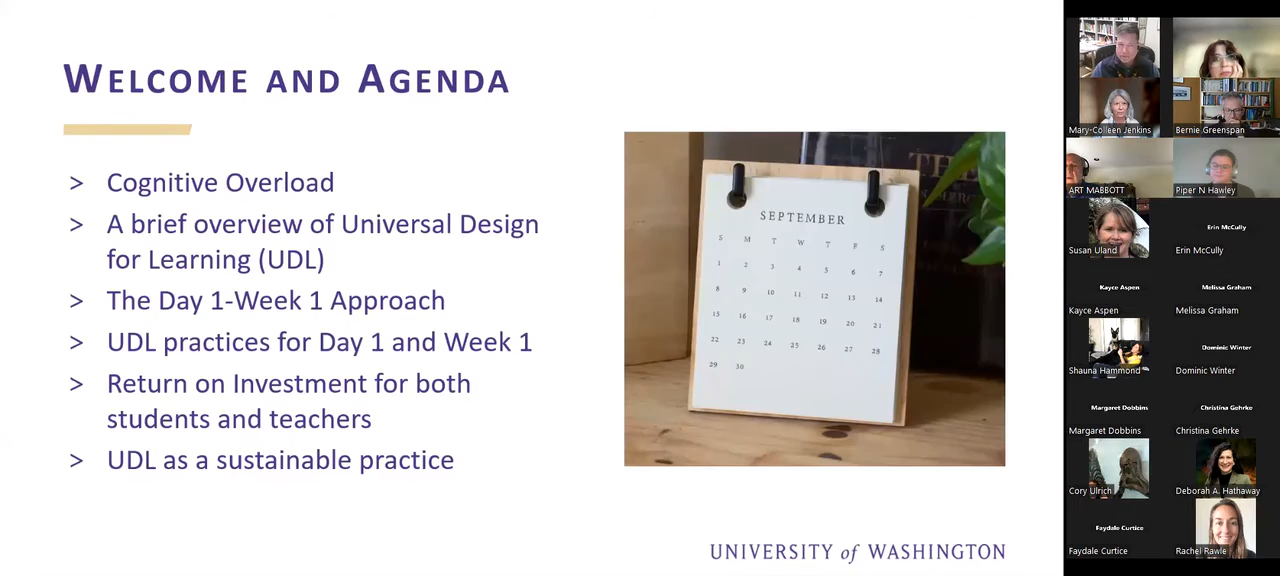 WELCOME AND AGENDA
> Cognitive Overload
> A brief overview of Universal Design
for Learning (UDL)
> The Day 1-Week 1 Approach
> UDL practices for Day 1 and Week 1
> Return on Investment for both
students and teachers
> UDL as a sustainable practice
SEPTEMBER
S M T W T F S
1 2 3 4 5 6 7
8 9 10 11 12 13 14
15 16 17 18 19 20 21
22 23 24 25 26 27 28
29 30
UNIVERSITY of WASHINGTON
Mary-Colleen Jenkins
Bernie Greenspan
ART MABBOTT
Piper N Hawley
Susan Uland
Erin McCully
Erin McCully
Kayce Aspen
Melissa Graham
Kayce Aspen
Melissa Graham
Shauna Hammond
Dominic Winter
Dominic Winter
Margaret Dobbins
Christina Gehrke
Margaret Dobbins
Christina Gehrke
Cory Ulrich
Deborah A. Hathaway
Faydale Curtice
Faydale Curtice
Rachel Rawle